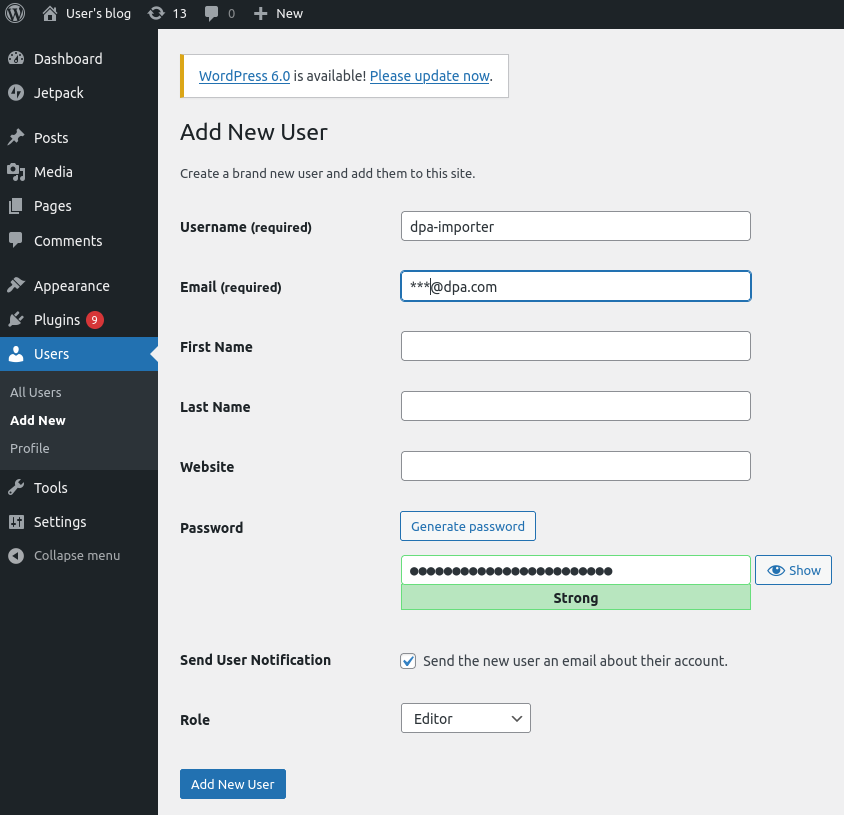 User's blog 13 0 New
Dashboard
Jetpack
Posts
Media
Pages
Comments
Appearance
Plugins 9
Users
All Users
Add New
Profile
Tools
Settings
Collapse menu
WordPress 6.0 is available! Please update now.
Add New User
Create a brand new user and add them to this site.
Username (required) dpa-importer
Email (required) ***@dpa.com
First Name
Last Name
Website
Password Generate password
●●●●●●●●●●●●●●●●●●●●●●●● Show
Strong
Send User Notification Send the new user an email about their account.
Role Editor
Add New User